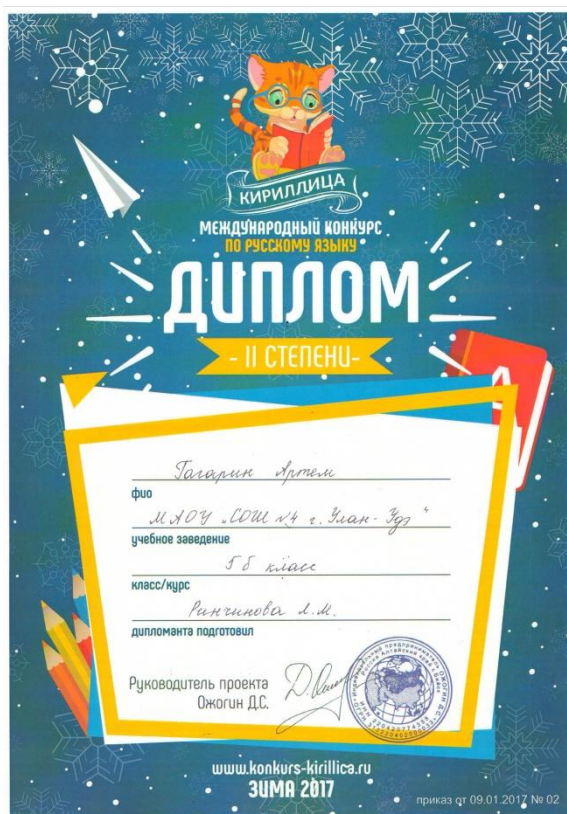 КИРИЛЛИЦА
МЕЖДУНАРОДНЫЙ КОНКУРС
ПО РУССКОМУ ЯЗЫКУ
ДИПЛОМ
- II СТЕПЕНИ -
Гагарин Артем
фио
МАОУ "СОШ №4 г. Улан-Удэ"
учебное заведение
5 б класс
класс/курс
Ринчинова Л.М.
дипломанта подготовил
Руководитель проекта
Ожогин Д.С.
www.konkurs-kirillica.ru
ЗИМА 2017
приказ от 09.01.2017 № 02